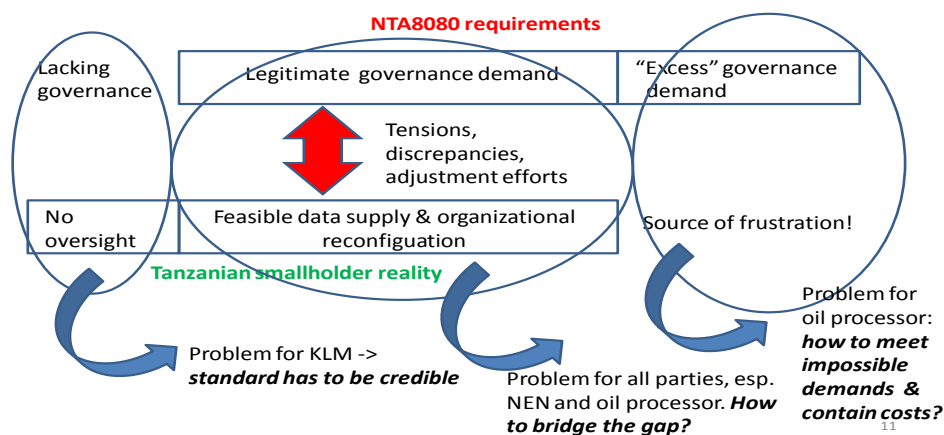 NTA8080 requirements
Lacking
governance
Legitimate governance demand
“Excess” governance
demand
Tensions,
discrepancies,
adjustment efforts
No
oversight
Feasible data supply & organizational
reconfiguation
Source of frustration!
Tanzanian smallholder reality
Problem for KLM ->
standard has to be credible
Problem for all parties, esp.
NEN and oil processor. How
to bridge the gap?
Problem for
oil processor:
how to meet
impossible
demands &
contain costs?
11